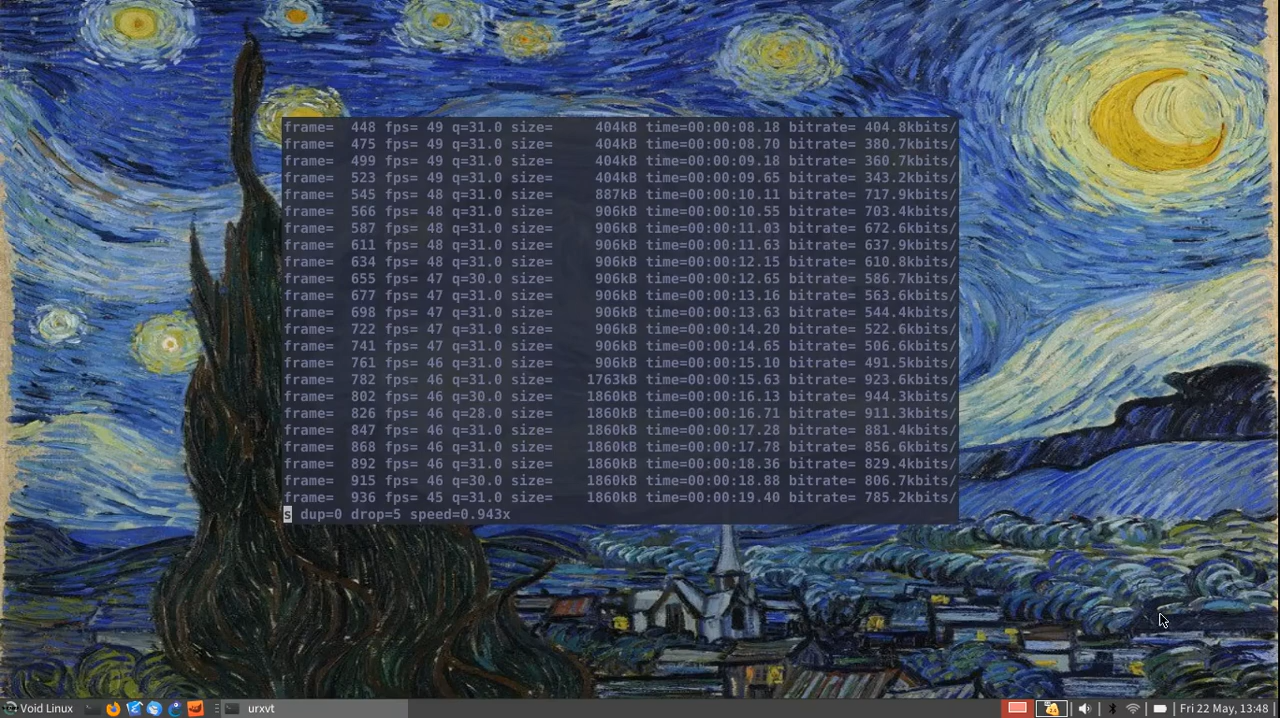 frame=  448 fps= 49 q=31.0 size=     404kB time=00:00:08.18 bitrate= 404.8kbits/
frame=  475 fps= 49 q=31.0 size=     404kB time=00:00:08.70 bitrate= 380.7kbits/
frame=  499 fps= 49 q=31.0 size=     404kB time=00:00:09.18 bitrate= 360.7kbits/
frame=  523 fps= 49 q=31.0 size=     404kB time=00:00:09.65 bitrate= 343.2kbits/
frame=  545 fps= 48 q=31.0 size=     887kB time=00:00:10.11 bitrate= 717.9kbits/
frame=  566 fps= 48 q=31.0 size=     906kB time=00:00:10.55 bitrate= 703.4kbits/
frame=  587 fps= 48 q=31.0 size=     906kB time=00:00:11.03 bitrate= 672.6kbits/
frame=  611 fps= 48 q=31.0 size=     906kB time=00:00:11.63 bitrate= 637.9kbits/
frame=  634 fps= 48 q=31.0 size=     906kB time=00:00:12.15 bitrate= 610.8kbits/
frame=  655 fps= 47 q=30.0 size=     906kB time=00:00:12.65 bitrate= 586.7kbits/
frame=  677 fps= 47 q=31.0 size=     906kB time=00:00:13.16 bitrate= 563.6kbits/
frame=  698 fps= 47 q=31.0 size=     906kB time=00:00:13.63 bitrate= 544.4kbits/
frame=  722 fps= 47 q=31.0 size=     906kB time=00:00:14.20 bitrate= 522.6kbits/
frame=  741 fps= 47 q=31.0 size=     906kB time=00:00:14.65 bitrate= 506.6kbits/
frame=  761 fps= 46 q=31.0 size=     906kB time=00:00:15.10 bitrate= 491.5kbits/
frame=  782 fps= 46 q=31.0 size=    1763kB time=00:00:15.63 bitrate= 923.6kbits/
frame=  802 fps= 46 q=30.0 size=    1860kB time=00:00:16.13 bitrate= 944.3kbits/
frame=  826 fps= 46 q=28.0 size=    1860kB time=00:00:16.71 bitrate= 911.3kbits/
frame=  847 fps= 46 q=31.0 size=    1860kB time=00:00:17.28 bitrate= 881.4kbits/
frame=  868 fps= 46 q=31.0 size=    1860kB time=00:00:17.78 bitrate= 856.6kbits/
frame=  892 fps= 46 q=31.0 size=    1860kB time=00:00:18.36 bitrate= 829.4kbits/
frame=  915 fps= 46 q=30.0 size=    1860kB time=00:00:18.88 bitrate= 806.7kbits/
frame=  936 fps= 45 q=31.0 size=    1860kB time=00:00:19.40 bitrate= 785.2kbits/
s dup=0 drop=5 speed=0.943x
Void Linux urxvt Fri 22 May, 13:48